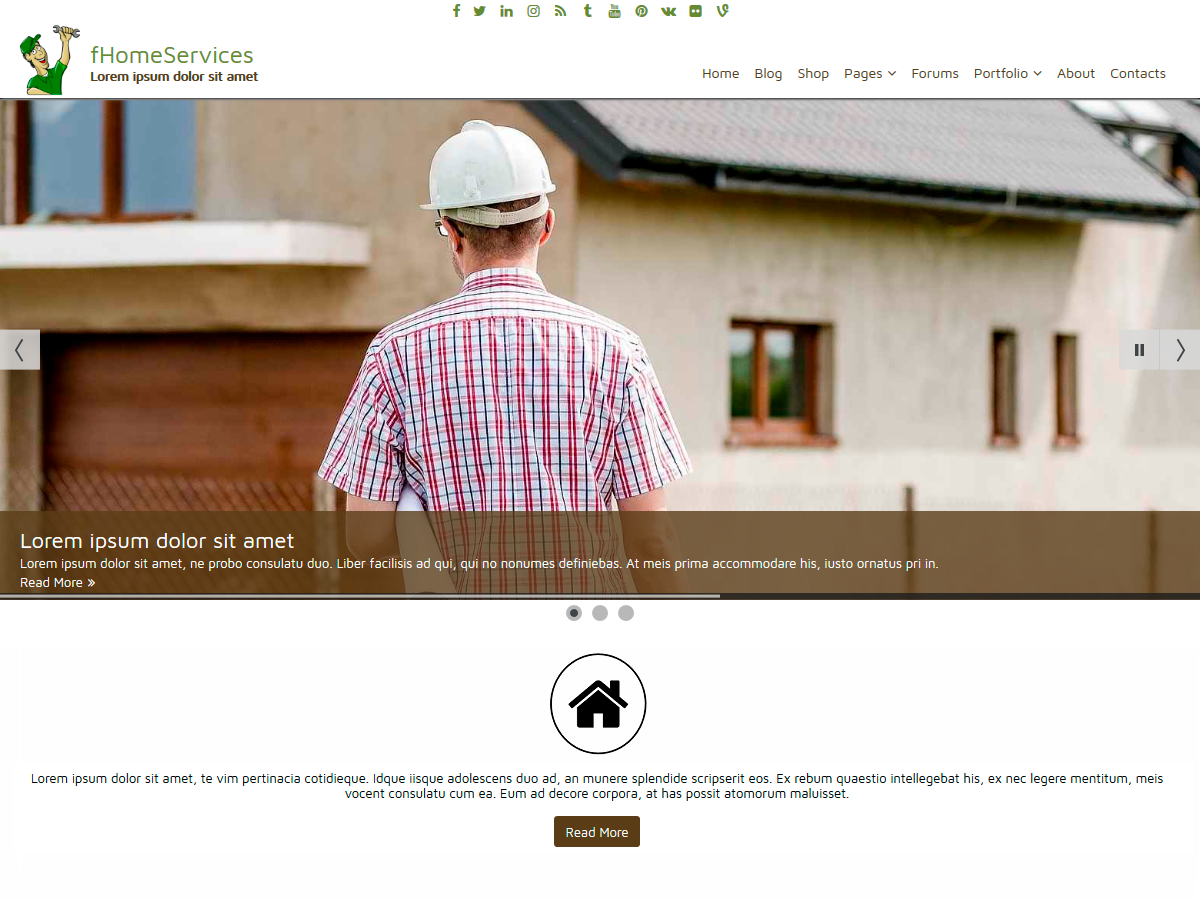 fHomeServices
Lorem ipsum dolor sit amet
Home Blog Shop Pages Forums Portfolio About Contacts
Lorem ipsum dolor sit amet
Lorem ipsum dolor sit amet, ne probo consulatu duo. Liber facilisis ad qui, qui no nonumes definiebas. At meis prima accommodare his, iusto ornatus pri in.
Read More »
Lorem ipsum dolor sit amet, te vim pertinacia cotidieque. Idque iisque adolescens duo ad, an munere splendide scripserit eos. Ex rebum quaestio intellegebat his, ex nec legere mentitum, meis
vocent consulatu cum ea. Eum ad decore corpora, at has possit atomorum maluisset.
Read More